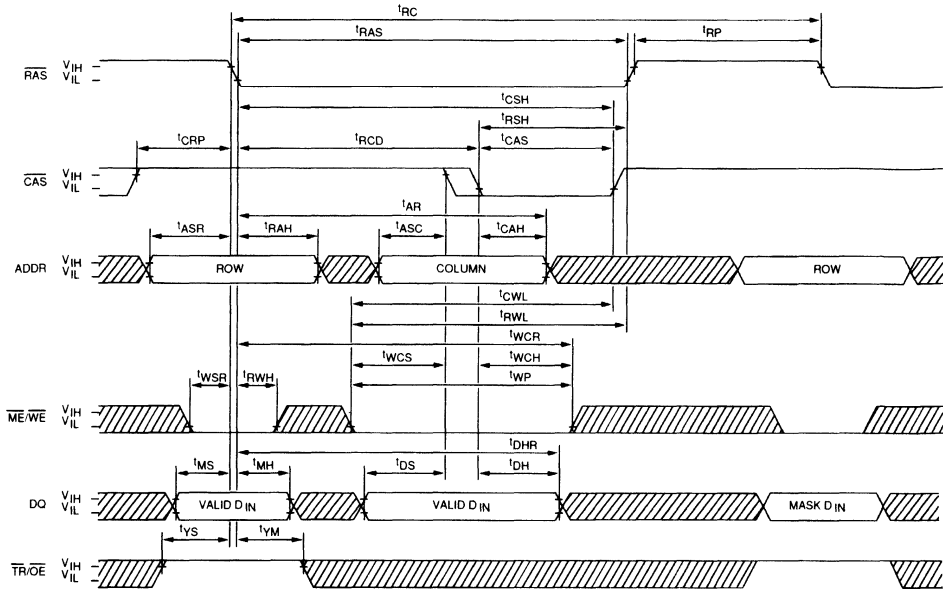 tRC
tRAS
tRP
RAS
VIH
VIL
tCSH
tRSH
tCRP
tRCD
tCAS
CAS
VIH
VIL
tAR
tASR
tRAH
tASC
tCAH
ADDR
VIH
VIL
ROW
COLUMN
ROW
tCWL
tRWL
tWCR
tWCS
tWCH
tWSR
tRWH
tWP
ME/WE
VIH
VIL
tDHR
tMS
tMH
tDS
tDH
DQ
VIH
VIL
VALID DIN
VALID DIN
MASK DIN
tYS
tYM
TR/OE
VIH
VIL